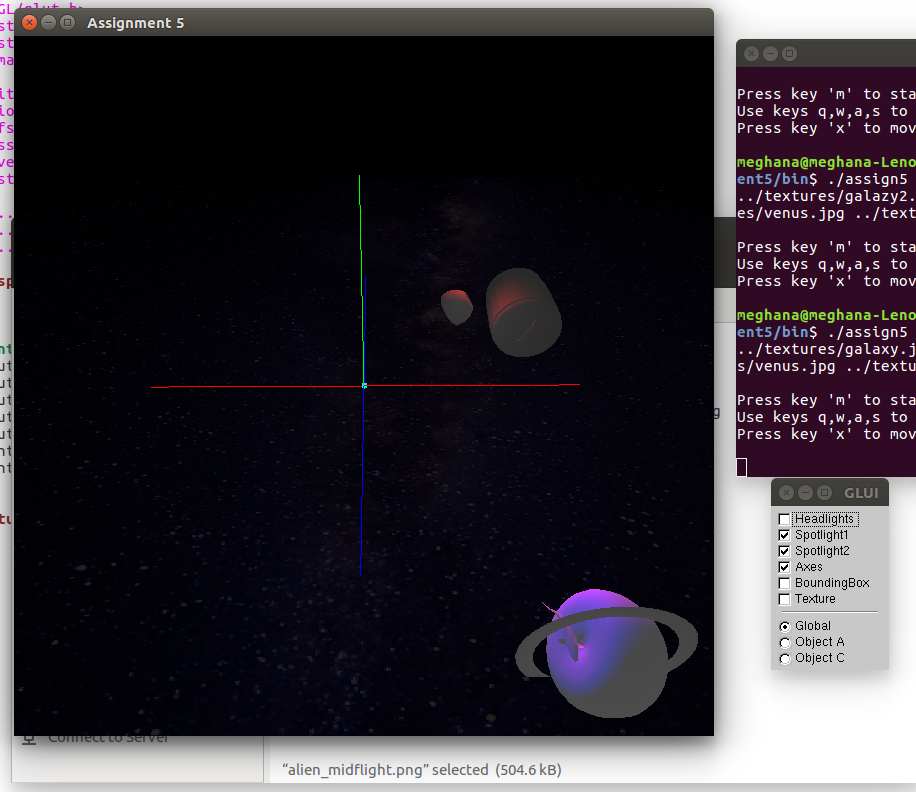 GL/glut.h>
Assignment 5
Press key 'm' to sta
Use keys q,w,a,s to
Press key 'x' to mov
meghana@meghana-Leno
ent5/bin$ ./assign5
../textures/galazy2.
es/venus.jpg ../text
Press key 'm' to sta
Use keys q,w,a,s to
Press key 'x' to mov
meghana@meghana-Leno
ent5/bin$ ./assign5
../textures/galaxy.j
s/venus.jpg ../textu
Press key 'm' to sta
Use keys q,w,a,s to
Press key 'x' to mov
GLUI
Headlights
Spotlight1
Spotlight2
Axes
BoundingBox
Texture
Global
Object A
Object C
Connect to Server
“alien_midflight.png” selected (504.6 kB)